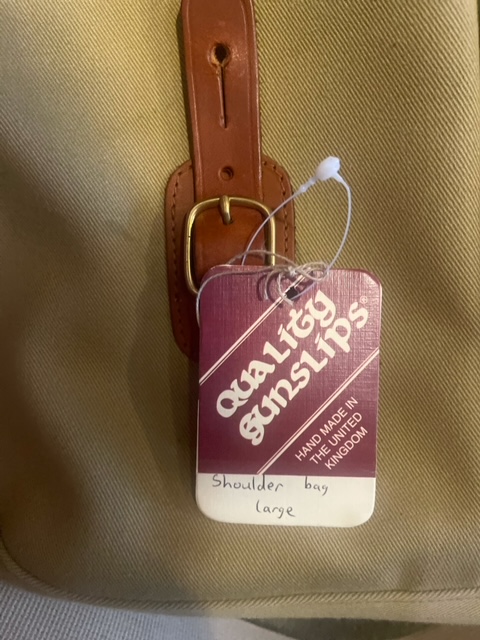 QUALITY
GUNSLIPS®
HAND MADE IN
THE UNITED
KINGDOM
Shoulder bag
large